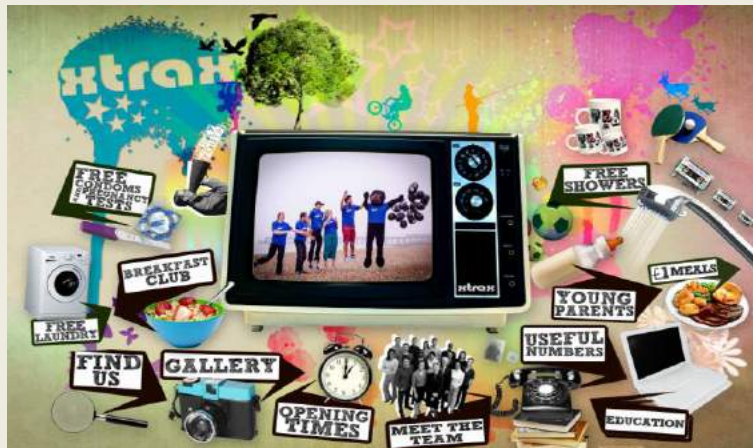 xtrax
FREE
CONDOMS
AND PREGNANCY
TESTS
FREE
SHOWERS
BREAKFAST
CLUB
£1 MEALS
YOUNG
PARENTS
FREE
LAUNDRY
xtrax
FIND
US
GALLERY
USEFUL
NUMBERS
OPENING
TIMES
MEET THE
TEAM
EDUCATION